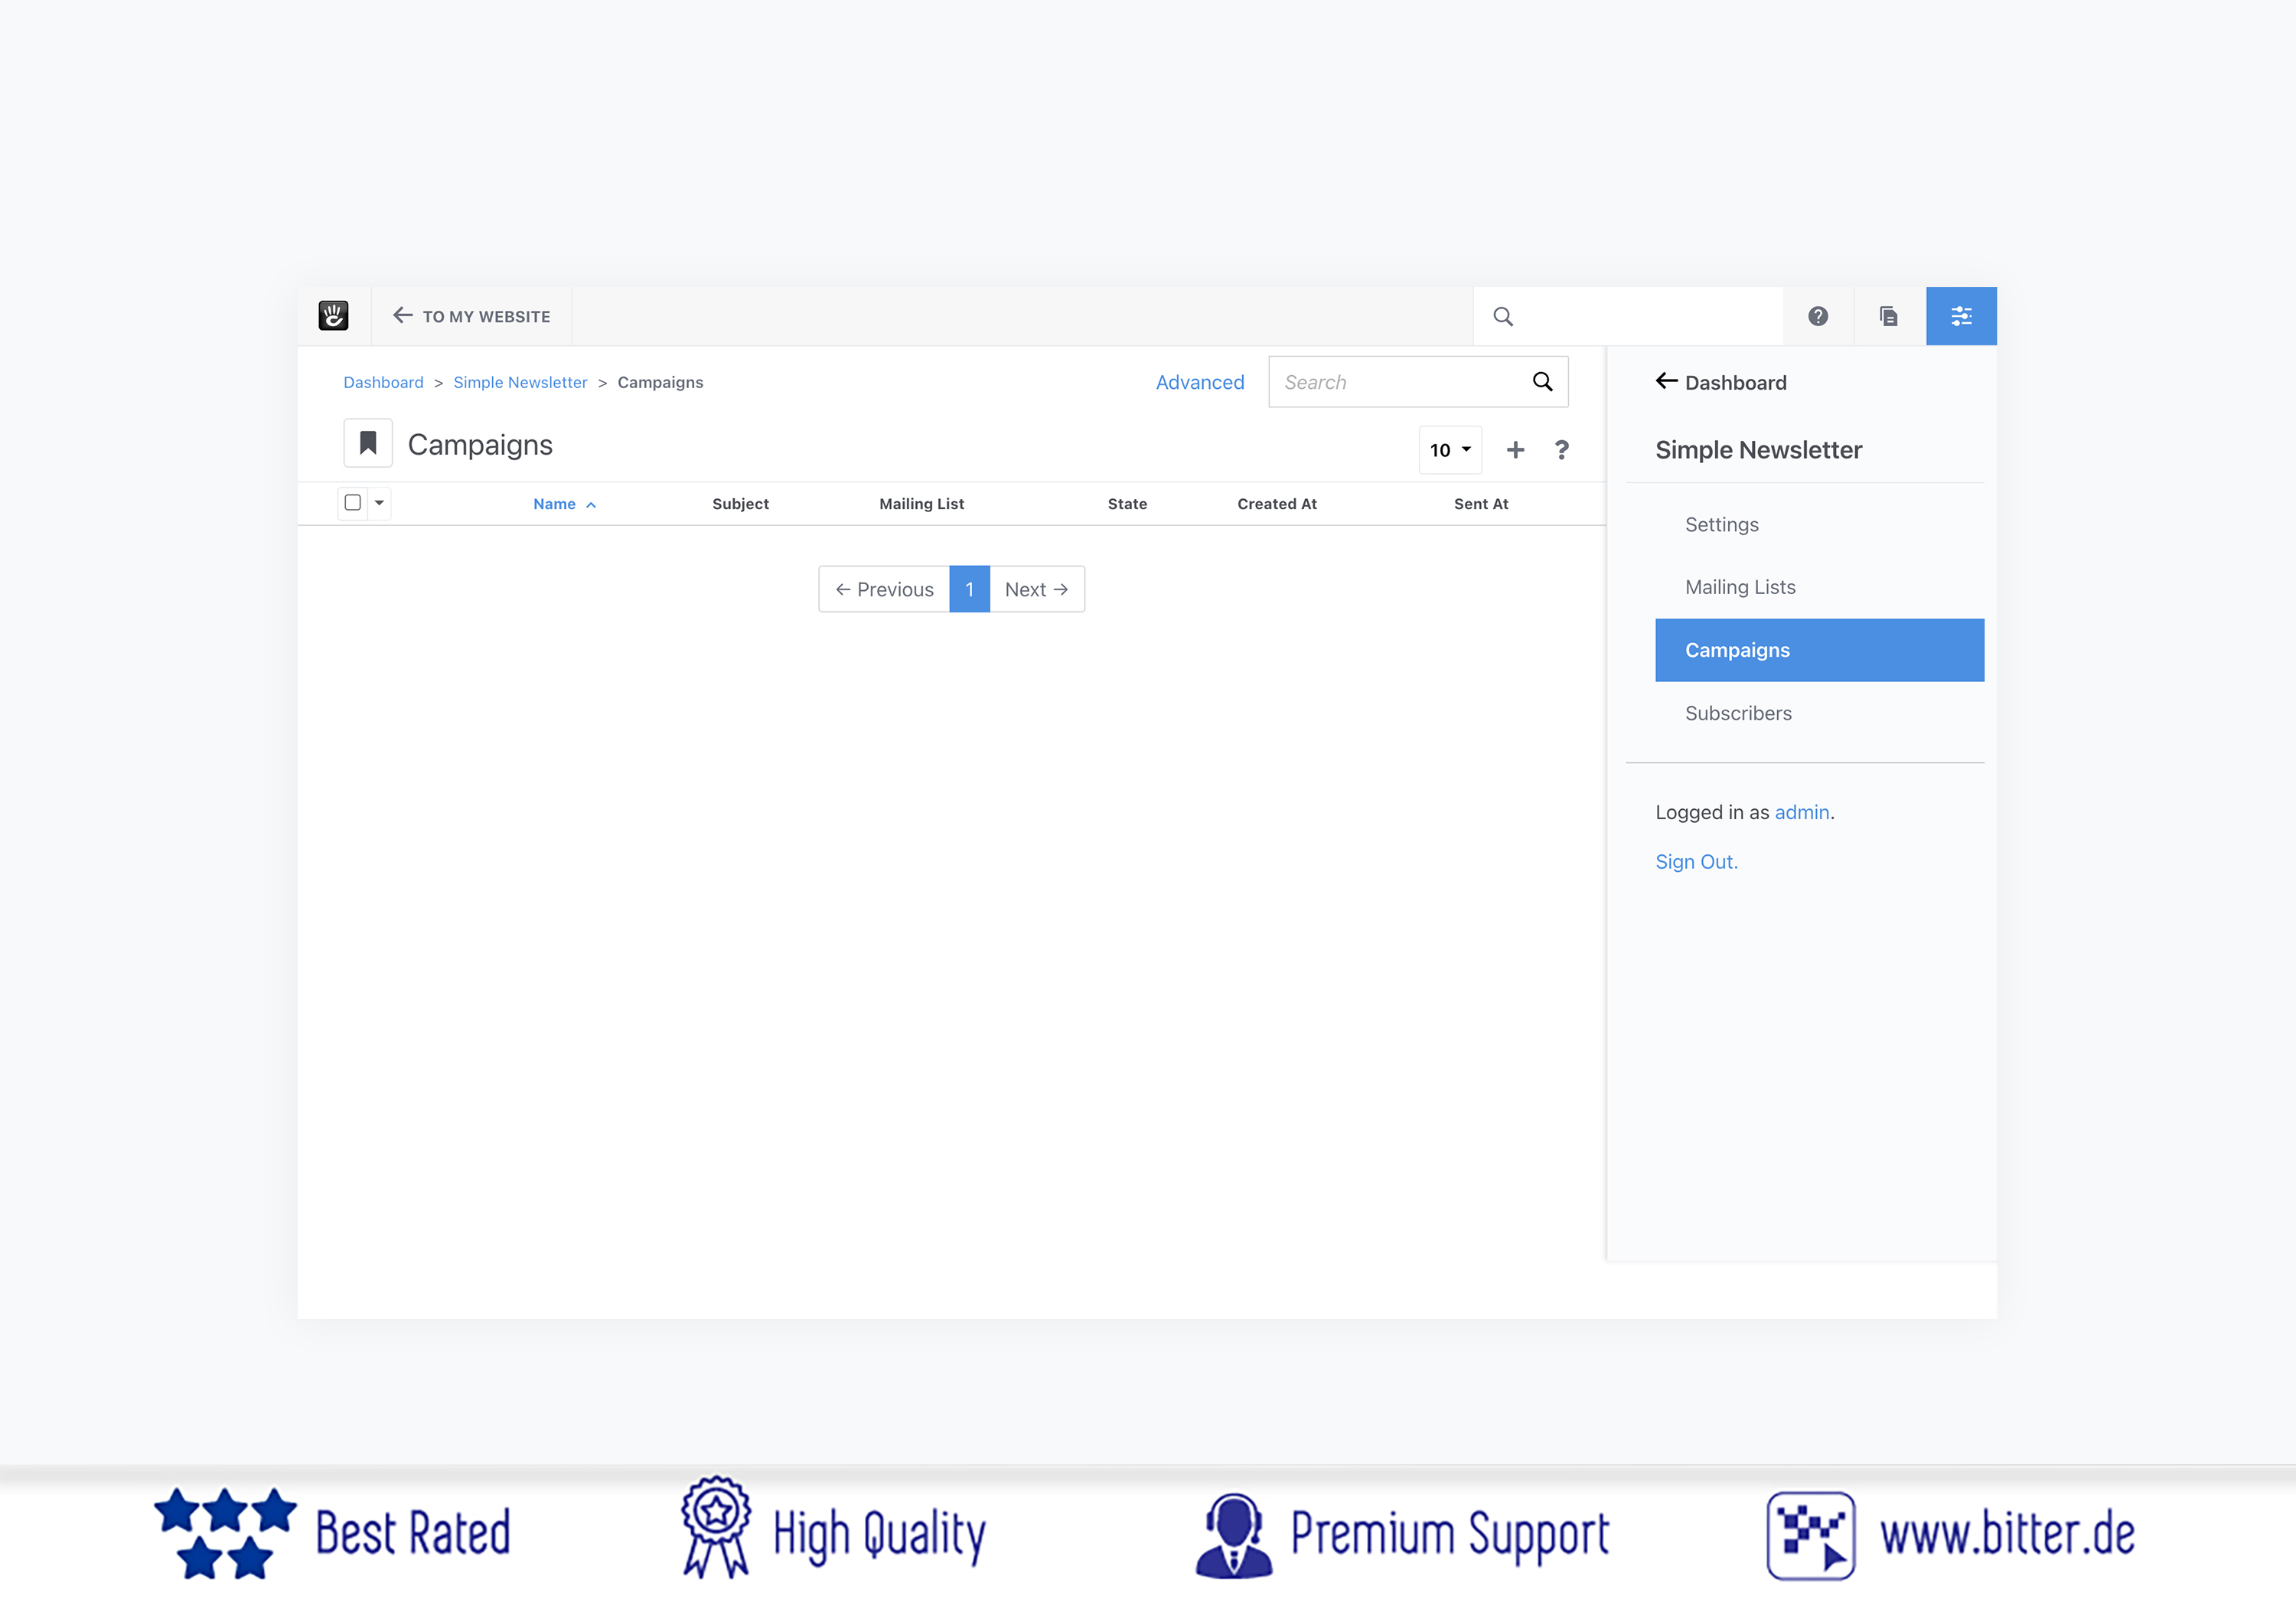 TO MY WEBSITE
Dashboard > Simple Newsletter > Campaigns
Advanced
Search
Campaigns
10
Name
Subject
Mailing List
State
Created At
Sent At
← Previous
1
Next →
← Dashboard
Simple Newsletter
Settings
Mailing Lists
Campaigns
Subscribers
Logged in as admin.
Sign Out.
Best Rated
High Quality
Premium Support
www.bitter.de